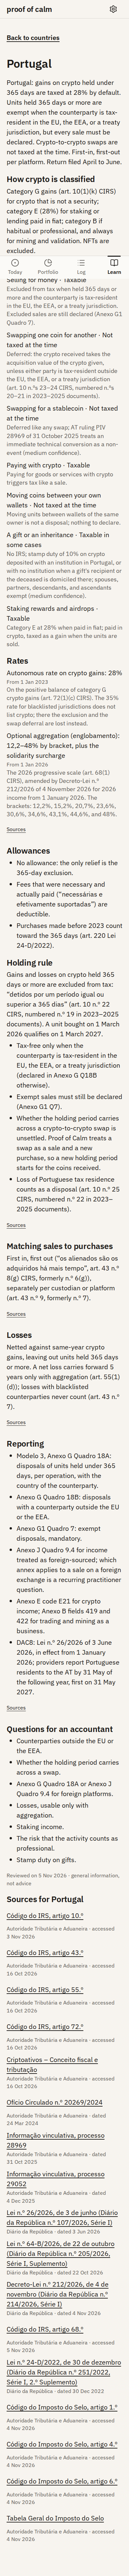 proof of calm
Back to countries
Portugal
Portugal: gains on crypto held under
365 days are taxed at 28% by default.
Units held 365 days or more are
exempt when the counterparty is tax-
resident in the EU, the EEA, or a treaty
jurisdiction, but every sale must be
declared. Crypto-to-crypto swaps are
not taxed at the time. First-in, first-out
per platform. Return filed April to June.
How crypto is classified
Category G gains (art. 10(1)(k) CIRS)
for crypto that is not a security;
category E (28%) for staking or
lending paid in fiat; category B if
habitual or professional, and always
for mining and validation. NFTs are
excluded.
Today
Portfolio
Log
Learn
Selling for money · Taxable
Excluded from tax when held 365 days or
more and the counterparty is tax-resident
in the EU, the EEA, or a treaty jurisdiction.
Excluded sales are still declared (Anexo G1
Quadro 7).
Swapping one coin for another · Not
taxed at the time
Deferred: the crypto received takes the
acquisition value of the crypto given,
unless either party is tax-resident outside
the EU, the EEA, or a treaty jurisdiction
(art. 10 n.ºs 23–24 CIRS, numbered n.ºs
20–21 in 2023–2025 documents).
Swapping for a stablecoin · Not taxed
at the time
Deferred like any swap; AT ruling PIV
28969 of 31 October 2025 treats an
immediate technical conversion as a non-
event (medium confidence).
Paying with crypto · Taxable
Paying for goods or services with crypto
triggers tax like a sale.
Moving coins between your own
wallets · Not taxed at the time
Moving units between wallets of the same
owner is not a disposal; nothing to declare.
A gift or an inheritance · Taxable in
some cases
No IRS; stamp duty of 10% on crypto
deposited with an institution in Portugal, or
with no institution when a gift's recipient or
the deceased is domiciled there; spouses,
partners, descendants, and ascendants
exempt (medium confidence).
Staking rewards and airdrops ·
Taxable
Category E at 28% when paid in fiat; paid in
crypto, taxed as a gain when the units are
sold.
Rates
Autonomous rate on crypto gains: 28%
From 1 Jan 2023
On the positive balance of category G
crypto gains (art. 72(1)(c) CIRS). The 35%
rate for blacklisted jurisdictions does not
list crypto; there the exclusion and the
swap deferral are lost instead.
Optional aggregation (englobamento):
12,2–48% by bracket, plus the
solidarity surcharge
From 1 Jan 2026
The 2026 progressive scale (art. 68(1)
CIRS), amended by Decreto-Lei n.º
212/2026 of 4 November 2026 for 2026
income from 1 January 2026. The
brackets: 12,2%, 15,2%, 20,7%, 23,6%,
30,6%, 34,6%, 43,1%, 44,6%, and 48%.
Sources
Allowances
• No allowance: the only relief is the
365-day exclusion.
• Fees that were necessary and
actually paid (“necessárias e
efetivamente suportadas”) are
deductible.
• Purchases made before 2023 count
toward the 365 days (art. 220 Lei
24-D/2022).
Holding rule
Gains and losses on crypto held 365
days or more are excluded from tax:
“detidos por um período igual ou
superior a 365 dias” (art. 10 n.º 22
CIRS, numbered n.º 19 in 2023–2025
documents). A unit bought on 1 March
2026 qualifies on 1 March 2027.
• Tax-free only when the
counterparty is tax-resident in the
EU, the EEA, or a treaty jurisdiction
(declared in Anexo G Q18B
otherwise).
• Exempt sales must still be declared
(Anexo G1 Q7).
• Whether the holding period carries
across a crypto-to-crypto swap is
unsettled. Proof of Calm treats a
swap as a sale and a new
purchase, so a new holding period
starts for the coins received.
• Loss of Portuguese tax residence
counts as a disposal (art. 10 n.º 25
CIRS, numbered n.º 22 in 2023–
2025 documents).
Sources
Matching sales to purchases
First in, first out (“os alienados são os
adquiridos há mais tempo”, art. 43 n.º
8(g) CIRS, formerly n.º 6(g)),
separately per custodian or platform
(art. 43 n.º 9, formerly n.º 7).
Sources
Losses
Netted against same-year crypto
gains, leaving out units held 365 days
or more. A net loss carries forward 5
years only with aggregation (art. 55(1)
(d)); losses with blacklisted
counterparties never count (art. 43 n.º
7).
Sources
Reporting
• Modelo 3, Anexo G Quadro 18A:
disposals of units held under 365
days, per operation, with the
country of the counterparty.
• Anexo G Quadro 18B: disposals
with a counterparty outside the EU
or the EEA.
• Anexo G1 Quadro 7: exempt
disposals, mandatory.
• Anexo J Quadro 9.4 for income
treated as foreign-sourced; which
annex applies to a sale on a foreign
exchange is a recurring practitioner
question.
• Anexo E code E21 for crypto
income; Anexo B fields 419 and
422 for trading and mining as a
business.
• DAC8: Lei n.º 26/2026 of 3 June
2026, in effect from 1 January
2026; providers report Portuguese
residents to the AT by 31 May of
the following year, first on 31 May
2027.
Sources
Questions for an accountant
• Counterparties outside the EU or
the EEA.
• Whether the holding period carries
across a swap.
• Anexo G Quadro 18A or Anexo J
Quadro 9.4 for foreign platforms.
• Losses, usable only with
aggregation.
• Staking income.
• The risk that the activity counts as
professional.
• Stamp duty on gifts.
Reviewed on 5 Nov 2026 · general information,
not advice
Sources for Portugal
Código do IRS, artigo 10.º
Autoridade Tributária e Aduaneira · accessed
3 Nov 2026
Código do IRS, artigo 43.º
Autoridade Tributária e Aduaneira · accessed
16 Oct 2026
Código do IRS, artigo 55.º
Autoridade Tributária e Aduaneira · accessed
16 Oct 2026
Código do IRS, artigo 72.º
Autoridade Tributária e Aduaneira · accessed
16 Oct 2026
Criptoativos – Conceito fiscal e
tributação
Autoridade Tributária e Aduaneira · accessed
16 Oct 2026
Ofício Circulado n.º 20269/2024
Autoridade Tributária e Aduaneira · dated
24 Mar 2024
Informação vinculativa, processo
28969
Autoridade Tributária e Aduaneira · dated
31 Oct 2025
Informação vinculativa, processo
29052
Autoridade Tributária e Aduaneira · dated
4 Dec 2025
Lei n.º 26/2026, de 3 de junho (Diário
da República n.º 107/2026, Série I)
Diário da República · dated 3 Jun 2026
Lei n.º 64-B/2026, de 22 de outubro
(Diário da República n.º 205/2026,
Série I, Suplemento)
Diário da República · dated 22 Oct 2026
Decreto-Lei n.º 212/2026, de 4 de
novembro (Diário da República n.º
214/2026, Série I)
Diário da República · dated 4 Nov 2026
Código do IRS, artigo 68.º
Autoridade Tributária e Aduaneira · accessed
5 Nov 2026
Lei n.º 24-D/2022, de 30 de dezembro
(Diário da República n.º 251/2022,
Série I, 2.º Suplemento)
Diário da República · dated 30 Dec 2022
Código do Imposto do Selo, artigo 1.º
Autoridade Tributária e Aduaneira · accessed
4 Nov 2026
Código do Imposto do Selo, artigo 4.º
Autoridade Tributária e Aduaneira · accessed
4 Nov 2026
Código do Imposto do Selo, artigo 6.º
Autoridade Tributária e Aduaneira · accessed
4 Nov 2026
Tabela Geral do Imposto do Selo
Autoridade Tributária e Aduaneira · accessed
4 Nov 2026